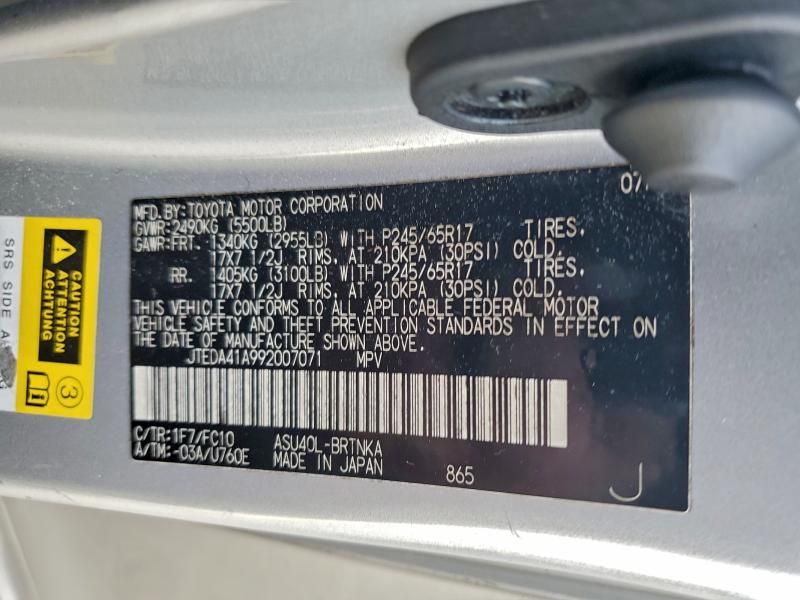 07/
MFD.BY:TOYOTA MOTOR CORPORATION
GVWR:2490KG (5500LB)
GAWR:FRT. 1340KG (2955LB) WITH P245/65R17 TIRES.
17X7 1/2J RIMS. AT 210KPA (30PSI) COLD.
RR. 1405KG (3100LB) WITH P245/65R17 TIRES.
17X7 1/2J RIMS. AT 210KPA (30PSI) COLD.
THIS VEHICLE CONFORMS TO ALL APPLICABLE FEDERAL MOTOR
VEHICLE SAFETY AND THEFT PREVENTION STANDARDS IN EFFECT ON
THE DATE OF MANUFACTURE SHOWN ABOVE.
JTEDA41A992007071 MPV
C/TR:1F7/FC10 ASU40L-BRTNKA
A/TM:-03A/U760E MADE IN JAPAN
865 J
CAUTION
ATTENTION
ACHTUNG
3
SRS SIDE